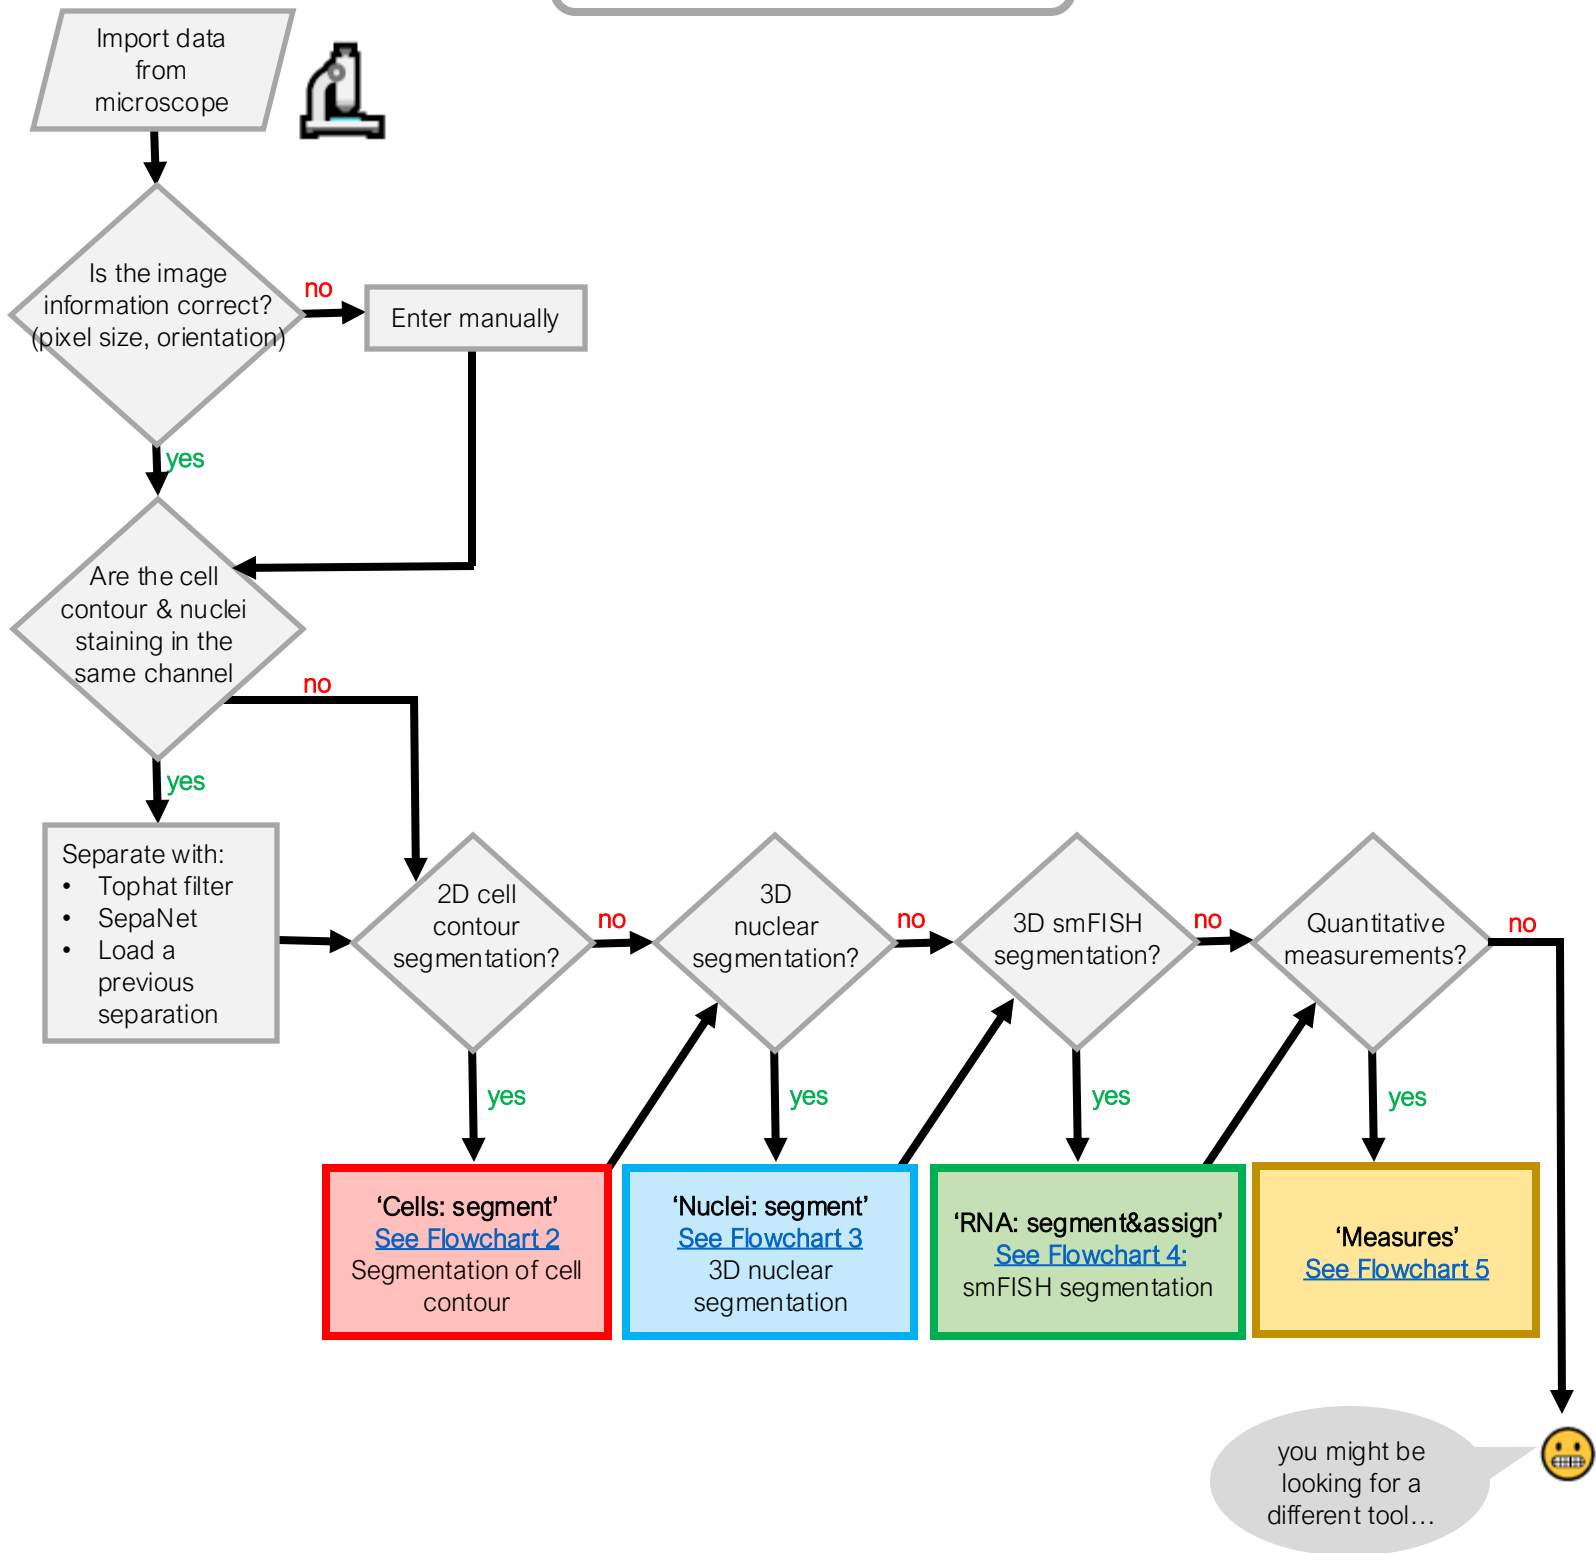 Import data
from
microscope
Is the image
information correct?
(pixel size, orientation)
no
Enter manually
yes
Are the cell
contour & nuclei
staining in the
same channel
no
yes
Separate with:
• Tophat filter
• SepaNet
• Load a
previous
separation
2D cell
contour
segmentation?
no
3D
nuclear
segmentation?
no
3D smFISH
segmentation?
no
Quantitative
measurements?
no
yes
yes
yes
yes
‘Cells: segment’
See Flowchart 2
Segmentation of cell
contour
‘Nuclei: segment’
See Flowchart 3
3D nuclear
segmentation
‘RNA: segment&assign’
See Flowchart 4:
smFISH segmentation
‘Measures’
See Flowchart 5
you might be
looking for a
different tool…